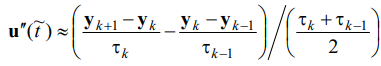 u″(t̃) ≈ ( (y_{k+1} − y_k) / τ_k − (y_k − y_{k−1}) / τ_{k−1} ) / ( (τ_k + τ_{k−1}) / 2 )